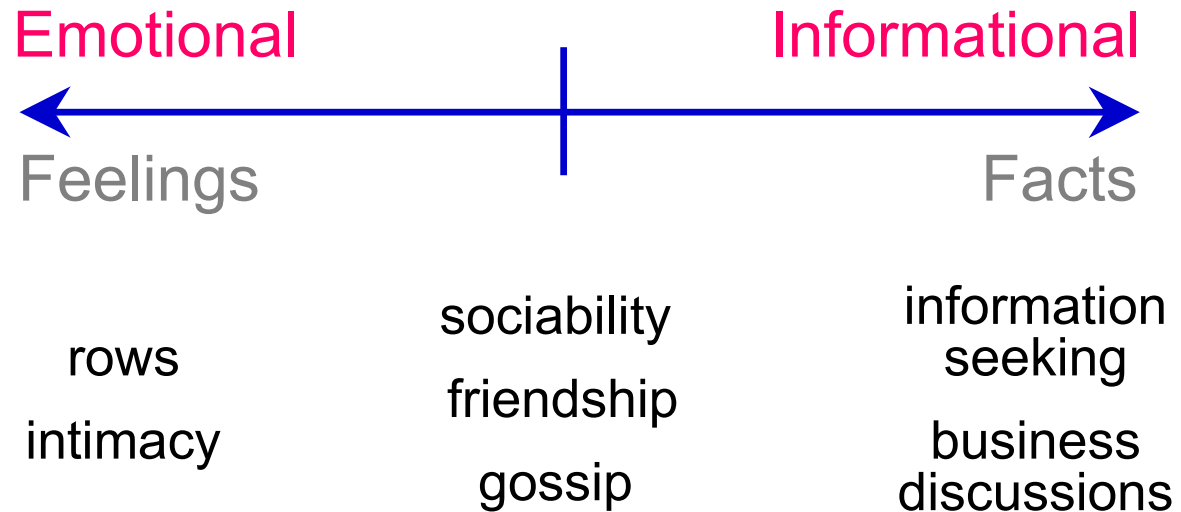 Emotional
Informational
Feelings
Facts
rows
intimacy
sociability
friendship
gossip
information
seeking
business
discussions